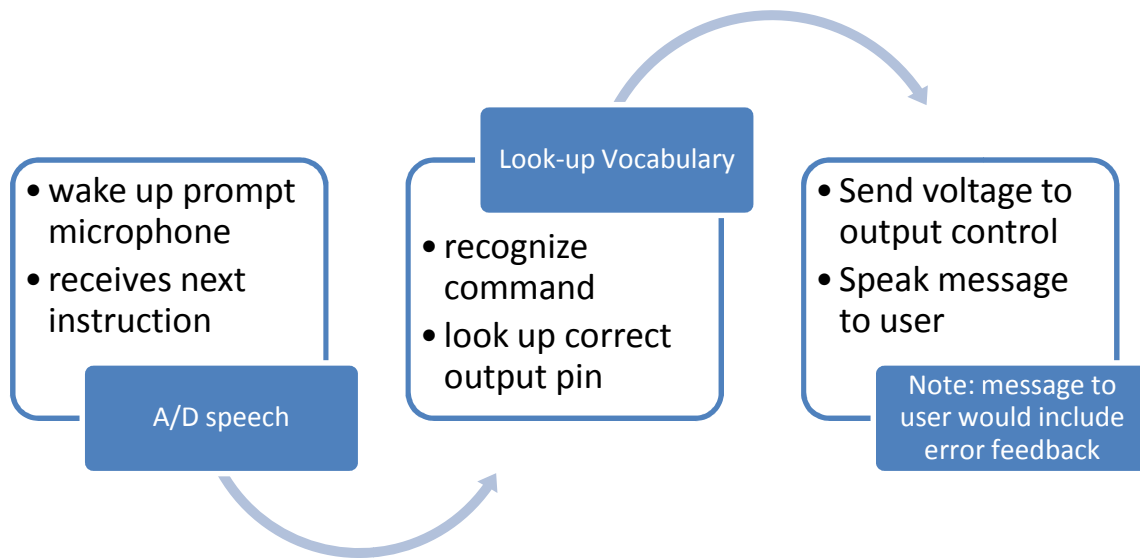 • wake up prompt
microphone
• receives next
instruction
A/D speech
Look-up Vocabulary
• recognize
command
• look up correct
output pin
• Send voltage to
output control
• Speak message
to user
Note: message to
user would include
error feedback